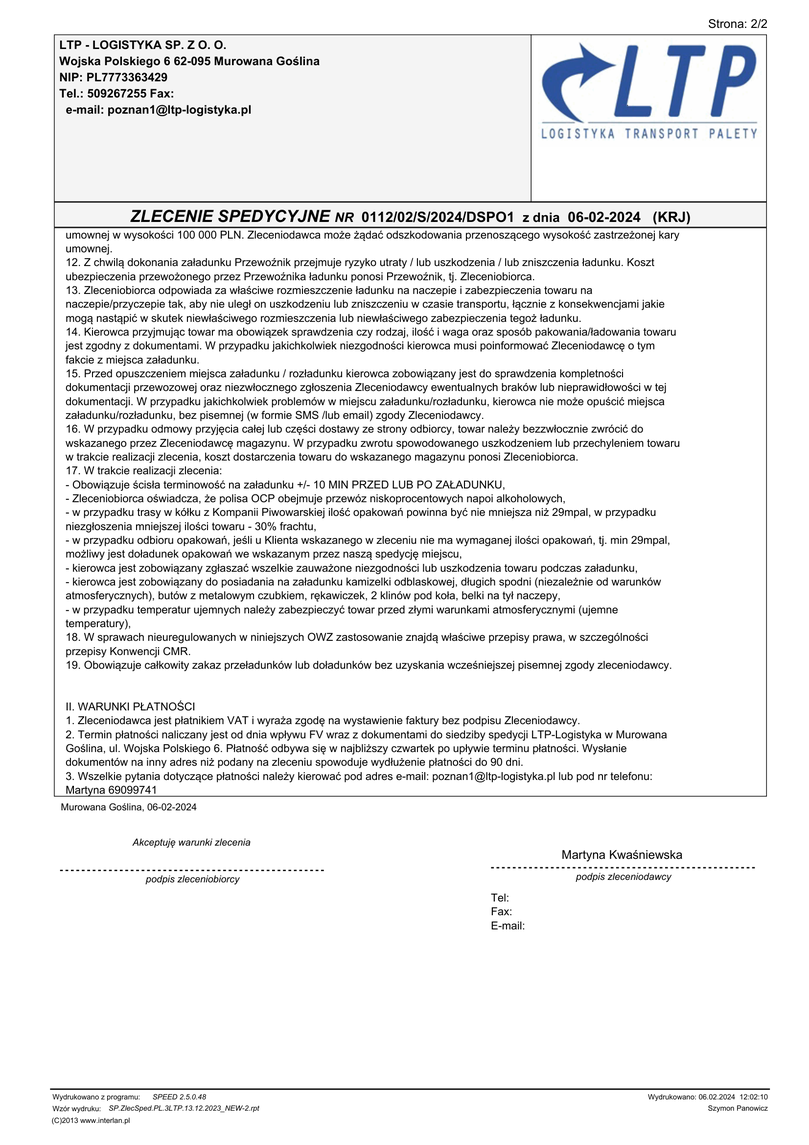 Strona: 2/2
LTP - LOGISTYKA SP. Z O. O.
Wojska Polskiego 6 62-095 Murowana Goślina
NIP: PL7773363429
Tel.: 509267255 Fax:
e-mail: poznan1@ltp-logistyka.pl
LTP
LOGISTYKA TRANSPORT PALETY
ZLECENIE SPEDYCYJNE NR 0112/02/S/2024/DSPO1 z dnia 06-02-2024 (KRJ)
umownej w wysokości 100 000 PLN. Zleceniodawca może żądać odszkodowania przenoszącego wysokość zastrzeżonej kary
umownej.
12. Z chwilą dokonania załadunku Przewoźnik przejmuje ryzyko utraty / lub uszkodzenia / lub zniszczenia ładunku. Koszt
ubezpieczenia przewożonego przez Przewoźnika ładunku ponosi Przewoźnik, tj. Zleceniobiorca.
13. Zleceniobiorca odpowiada za właściwe rozmieszczenie ładunku na naczepie i zabezpieczenia towaru na
naczepie/przyczepie tak, aby nie uległ on uszkodzeniu lub zniszczeniu w czasie transportu, łącznie z konsekwencjami jakie
mogą nastąpić w skutek niewłaściwego rozmieszczenia lub niewłaściwego zabezpieczenia tegoż ładunku.
14. Kierowca przyjmując towar ma obowiązek sprawdzenia czy rodzaj, ilość i waga oraz sposób pakowania/ładowania towaru
jest zgodny z dokumentami. W przypadku jakichkolwiek niezgodności kierowca musi poinformować Zleceniodawcę o tym
fakcie z miejsca załadunku.
15. Przed opuszczeniem miejsca załadunku / rozładunku kierowca zobowiązany jest do sprawdzenia kompletności
dokumentacji przewozowej oraz niezwłocznego zgłoszenia Zleceniodawcy ewentualnych braków lub nieprawidłowości w tej
dokumentacji. W przypadku jakichkolwiek problemów w miejscu załadunku/rozładunku, kierowca nie może opuścić miejsca
załadunku/rozładunku, bez pisemnej (w formie SMS /lub email) zgody Zleceniodawcy.
16. W przypadku odmowy przyjęcia całej lub części dostawy ze strony odbiorcy, towar należy bezzwłocznie zwrócić do
wskazanego przez Zleceniodawcę magazynu. W przypadku zwrotu spowodowanego uszkodzeniem lub przechyleniem towaru
w trakcie realizacji zlecenia, koszt dostarczenia towaru do wskazanego magazynu ponosi Zleceniobiorca.
17. W trakcie realizacji zlecenia:
- Obowiązuje ścisła terminowość na załadunku +/- 10 MIN PRZED LUB PO ZAŁADUNKU,
- Zleceniobiorca oświadcza, że polisa OCP obejmuje przewóz niskoprocentowych napoi alkoholowych,
- w przypadku trasy w kółku z Kompanii Piwowarskiej ilość opakowań powinna być nie mniejsza niż 29mpal, w przypadku
niezgłoszenia mniejszej ilości towaru - 30% frachtu,
- w przypadku odbioru opakowań, jeśli u Klienta wskazanego w zleceniu nie ma wymaganej ilości opakowań, tj. min 29mpal,
możliwy jest doładunek opakowań we wskazanym przez naszą spedycję miejscu,
- kierowca jest zobowiązany zgłaszać wszelkie zauważone niezgodności lub uszkodzenia towaru podczas załadunku,
- kierowca jest zobowiązany do posiadania na załadunku kamizelki odblaskowej, długich spodni (niezależnie od warunków
atmosferycznych), butów z metalowym czubkiem, rękawiczek, 2 klinów pod koła, belki na tył naczepy,
- w przypadku temperatur ujemnych należy zabezpieczyć towar przed złymi warunkami atmosferycznymi (ujemne
temperatury),
18. W sprawach nieuregulowanych w niniejszych OWZ zastosowanie znajdą właściwe przepisy prawa, w szczególności
przepisy Konwencji CMR.
19. Obowiązuje całkowity zakaz przeładunków lub doładunków bez uzyskania wcześniejszej pisemnej zgody zleceniodawcy.
II. WARUNKI PŁATNOŚCI
1. Zleceniodawca jest płatnikiem VAT i wyraża zgodę na wystawienie faktury bez podpisu Zleceniodawcy.
2. Termin płatności naliczany jest od dnia wpływu FV wraz z dokumentami do siedziby spedycji LTP-Logistyka w Murowana
Goślina, ul. Wojska Polskiego 6. Płatność odbywa się w najbliższy czwartek po upływie terminu płatności. Wysłanie
dokumentów na inny adres niż podany na zleceniu spowoduje wydłużenie płatności do 90 dni.
3. Wszelkie pytania dotyczące płatności należy kierować pod adres e-mail: poznan1@ltp-logistyka.pl lub pod nr telefonu:
Martyna 69099741
Murowana Goślina, 06-02-2024
Akceptuję warunki zlecenia
Martyna Kwaśniewska
podpis zleceniobiorcy
podpis zleceniodawcy
Tel:
Fax:
E-mail:
Wydrukowano z programu: SPEED 2.5.0.48
Wydrukowano: 06.02.2024 12:02:10
Wzór wydruku: SP.ZlecSped.PL.3LTP.13.12.2023_NEW-2.rpt
Szymon Panowicz
(C)2013 www.interlan.pl